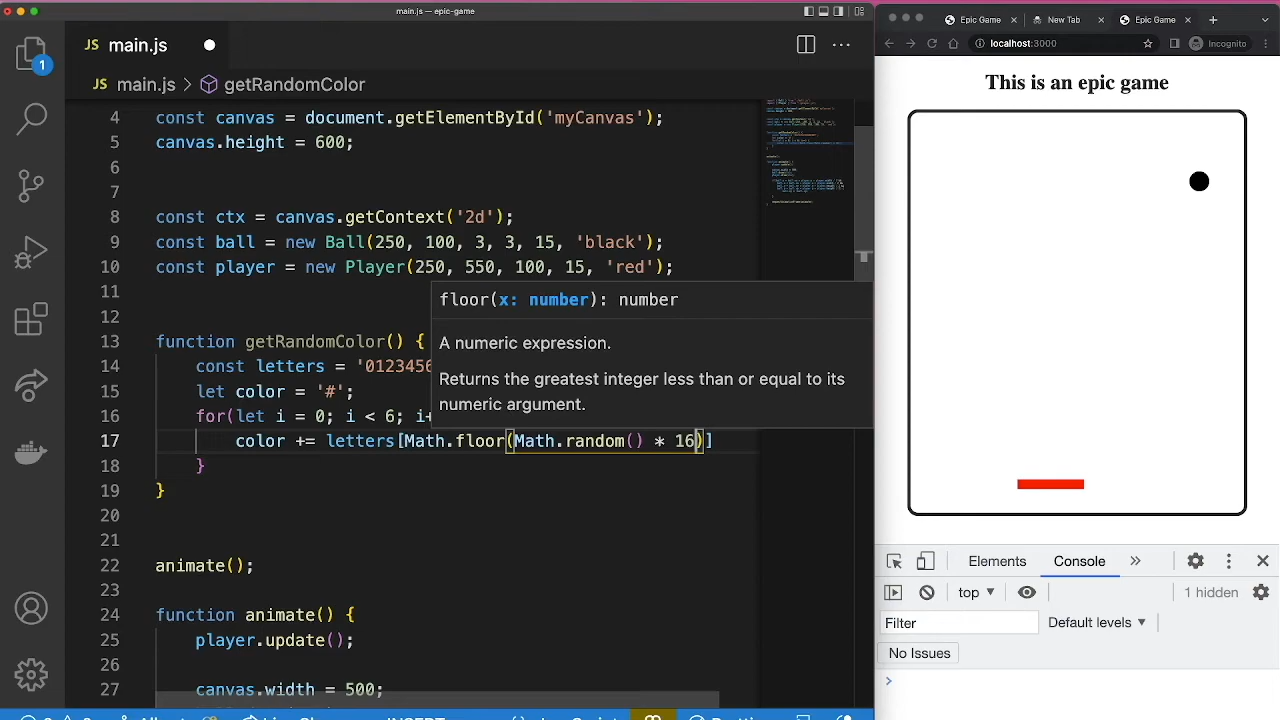 main.js — epic-game
JS main.js
JS main.js > getRandomColor
4 const canvas = document.getElementById('myCanvas');
5 canvas.height = 600;
6
7
8 const ctx = canvas.getContext('2d');
9 const ball = new Ball(250, 100, 3, 3, 15, 'black');
10 const player = new Player(250, 550, 100, 15, 'red');
11
12
13 function getRandomColor() {
14 const letters = '0123456
15 let color = '#';
16 for(let i = 0; i < 6; i+
17 color += letters[Math.floor(Math.random() * 16)]
18 }
19 }
20
21
22 animate();
23
24 function animate() {
25 player.update();
26
27 canvas.width = 500;
floor(x: number): number
A numeric expression.
Returns the greatest integer less than or equal to its
numeric argument.
1
Epic Game
New Tab
Epic Game
localhost:3000
Incognito
This is an epic game
Elements Console
top 1 hidden
Filter Default levels
No Issues
>